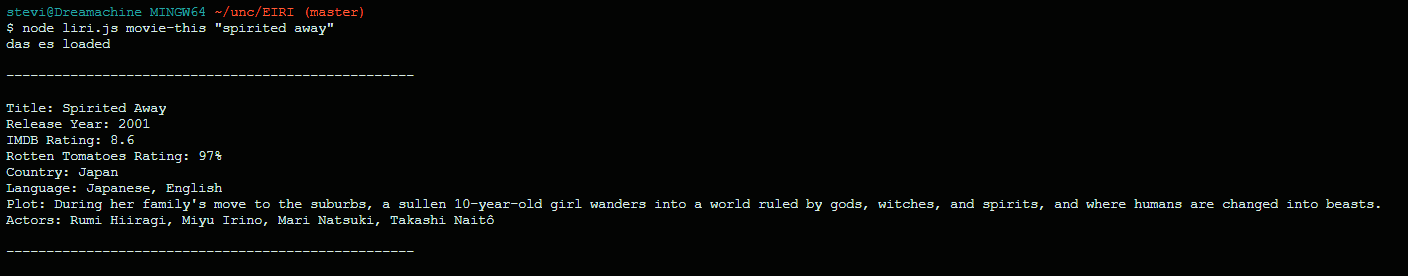 stevi@Dreamachine MINGW64 ~/unc/EIRI (master)
$ node liri.js movie-this "spirited away"
das es loaded
---------------------------------------------------
Title: Spirited Away
Release Year: 2001
IMDB Rating: 8.6
Rotten Tomatoes Rating: 97%
Country: Japan
Language: Japanese, English
Plot: During her family's move to the suburbs, a sullen 10-year-old girl wanders into a world ruled by gods, witches, and spirits, and where humans are changed into beasts.
Actors: Rumi Hiiragi, Miyu Irino, Mari Natsuki, Takashi Naitô
---------------------------------------------------